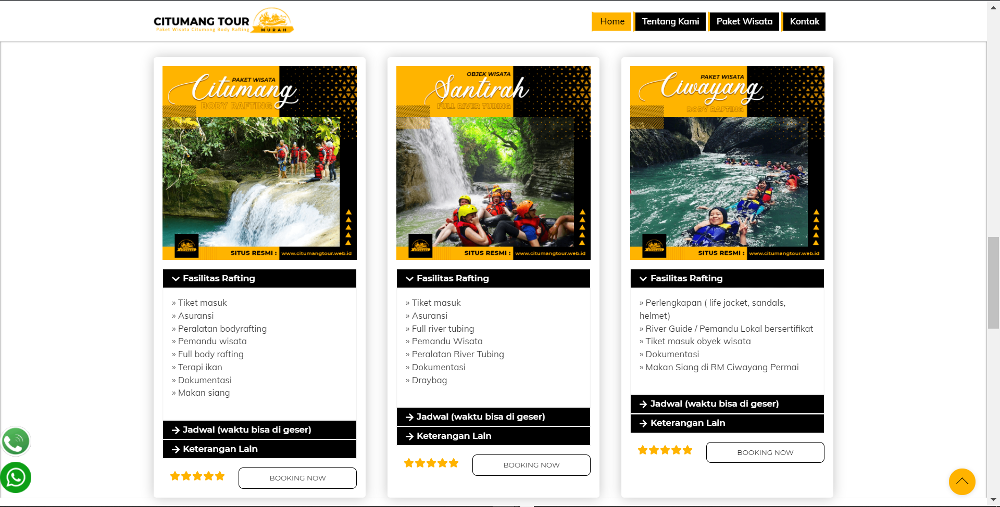 CITUMANG TOUR
Paket Wisata Citumang Body Rafting
MURAH
Home
Tentang Kami
Paket Wisata
Kontak
PAKET WISATA
Citumang
BODY RAFTING
CITUMANG
SITUS RESMI :
www.citumangtour.web.id
Fasilitas Rafting
» Tiket masuk
» Asuransi
» Peralatan bodyrafting
» Pemandu wisata
» Full body rafting
» Terapi ikan
» Dokumentasi
» Makan siang
Jadwal (waktu bisa di geser)
Keterangan Lain
BOOKING NOW
OBJEK WISATA
Santirah
FULL RIVER TUBING
CITUMANG
SITUS RESMI :
www.citumangtour.web.id
Fasilitas Rafting
» Tiket masuk
» Asuransi
» Full river tubing
» Pemandu Wisata
» Peralatan River Tubing
» Dokumentasi
» Draybag
Jadwal (waktu bisa di geser)
Keterangan Lain
BOOKING NOW
PAKET WISATA
Ciwayang
BODY RAFTING
CITUMANG
SITUS RESMI :
www.citumangtour.web.id
Fasilitas Rafting
» Perlengkapan ( life jacket, sandals,
helmet)
» River Guide / Pemandu Lokal bersertifikat
» Tiket masuk obyek wisata
» Dokumentasi
» Makan Siang di RM Ciwayang Permai
Jadwal (waktu bisa di geser)
Keterangan Lain
BOOKING NOW